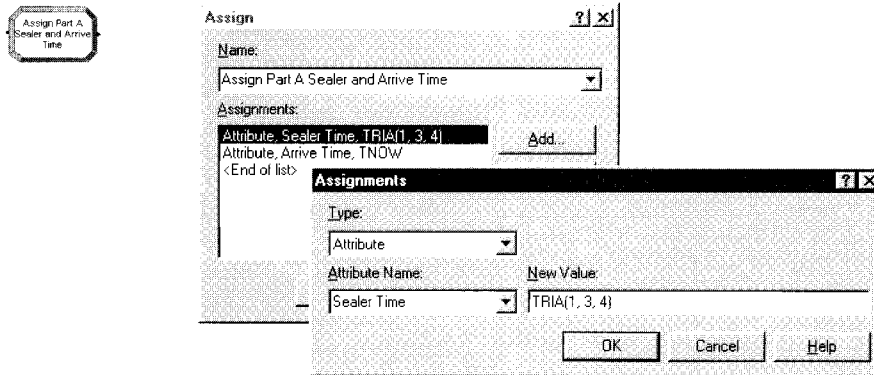 Assign Part A
Sealer and Arrive
Time
Assign
Name:
Assign Part A Sealer and Arrive Time
Assignments:
Attribute, Sealer Time, TRIA(1, 3, 4)
Attribute, Arrive Time, TNOW
<End of list>
Add...
Assignments
Type:
Attribute
Attribute Name:
New Value:
Sealer Time
TRIA(1, 3, 4)
OK
Cancel
Help